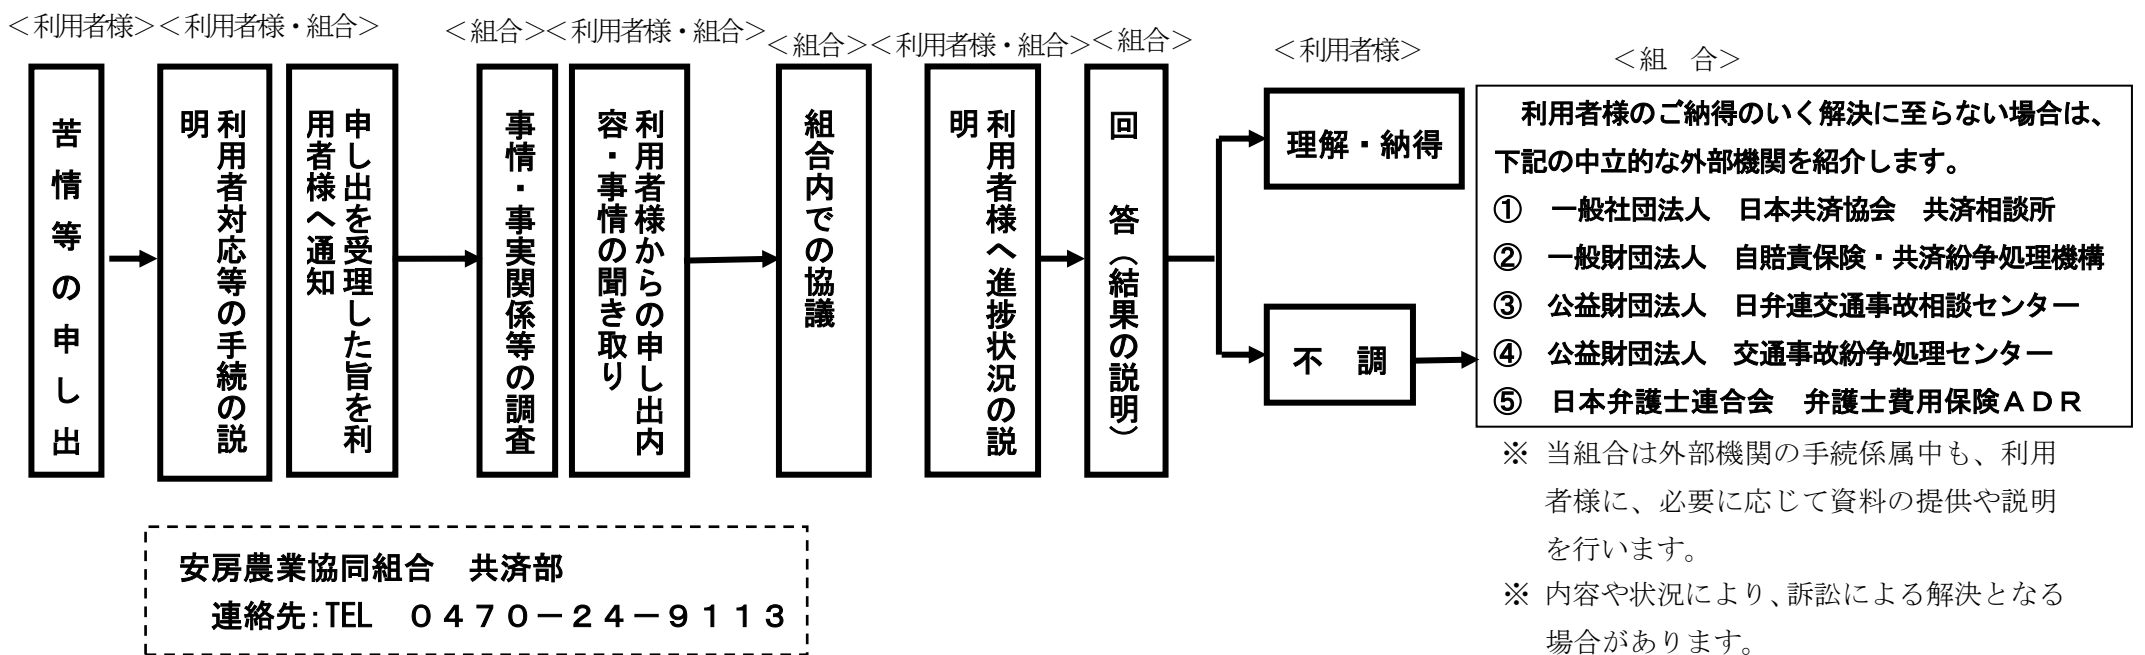 ＜利用者様＞
＜利用者様・組合＞
＜組合＞
＜利用者様・組合＞
＜組合＞
＜利用者様・組合＞
＜組合＞
＜利用者様＞
＜組　合＞
苦情等の申し出
利用者対応等の手続の説
明
申し出を受理した旨を利
用者様へ通知
事情・事実関係等の調査
利用者様からの申し出内
容・事情の聞き取り
組合内での協議
利用者様へ進捗状況の説
明
回　答（結果の説明）
理解・納得
不　調
利用者様のご納得のいく解決に至らない場合は、
下記の中立的な外部機関を紹介します。
①　一般社団法人　日本共済協会　共済相談所
②　一般財団法人　自賠責保険・共済紛争処理機構
③　公益財団法人　日弁連交通事故相談センター
④　公益財団法人　交通事故紛争処理センター
⑤　日本弁護士連合会　弁護士費用保険ＡＤＲ
※ 当組合は外部機関の手続係属中も、利用
者様に、必要に応じて資料の提供や説明
を行います。
※ 内容や状況により、訴訟による解決となる
場合があります。
安房農業協同組合　共済部
連絡先：TEL　０４７０－２４－９１１３